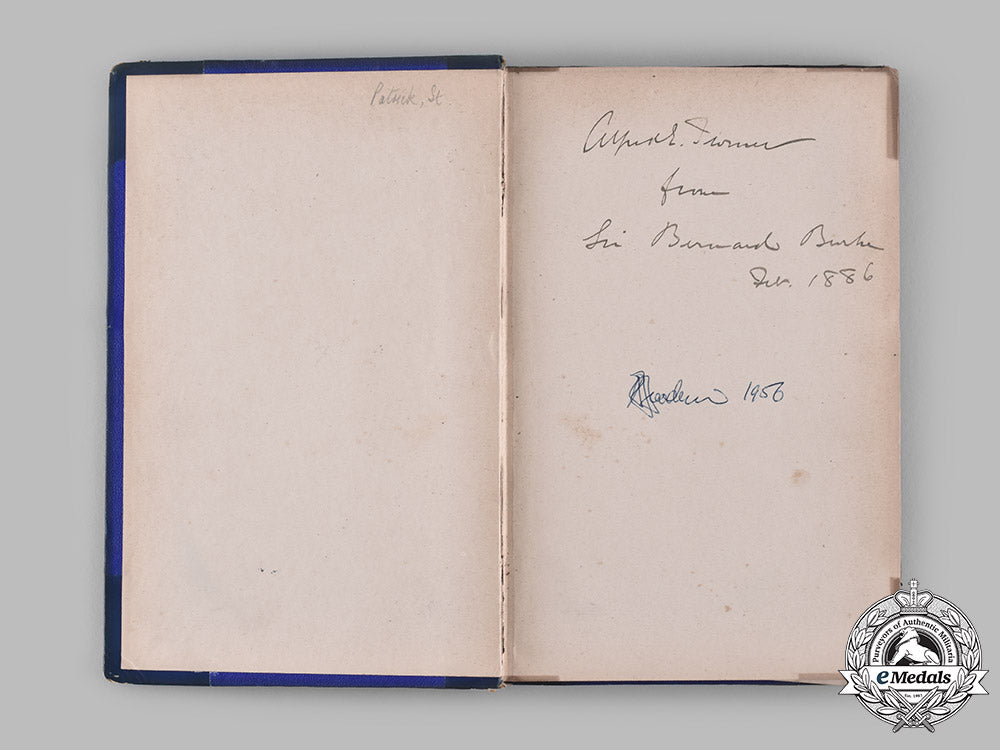 Patrick, St.
Alfred E. Turner
from
Sir Bernard Burke
Feb. 1886
1956
Purveyors of Authentic Militaria
eMedals